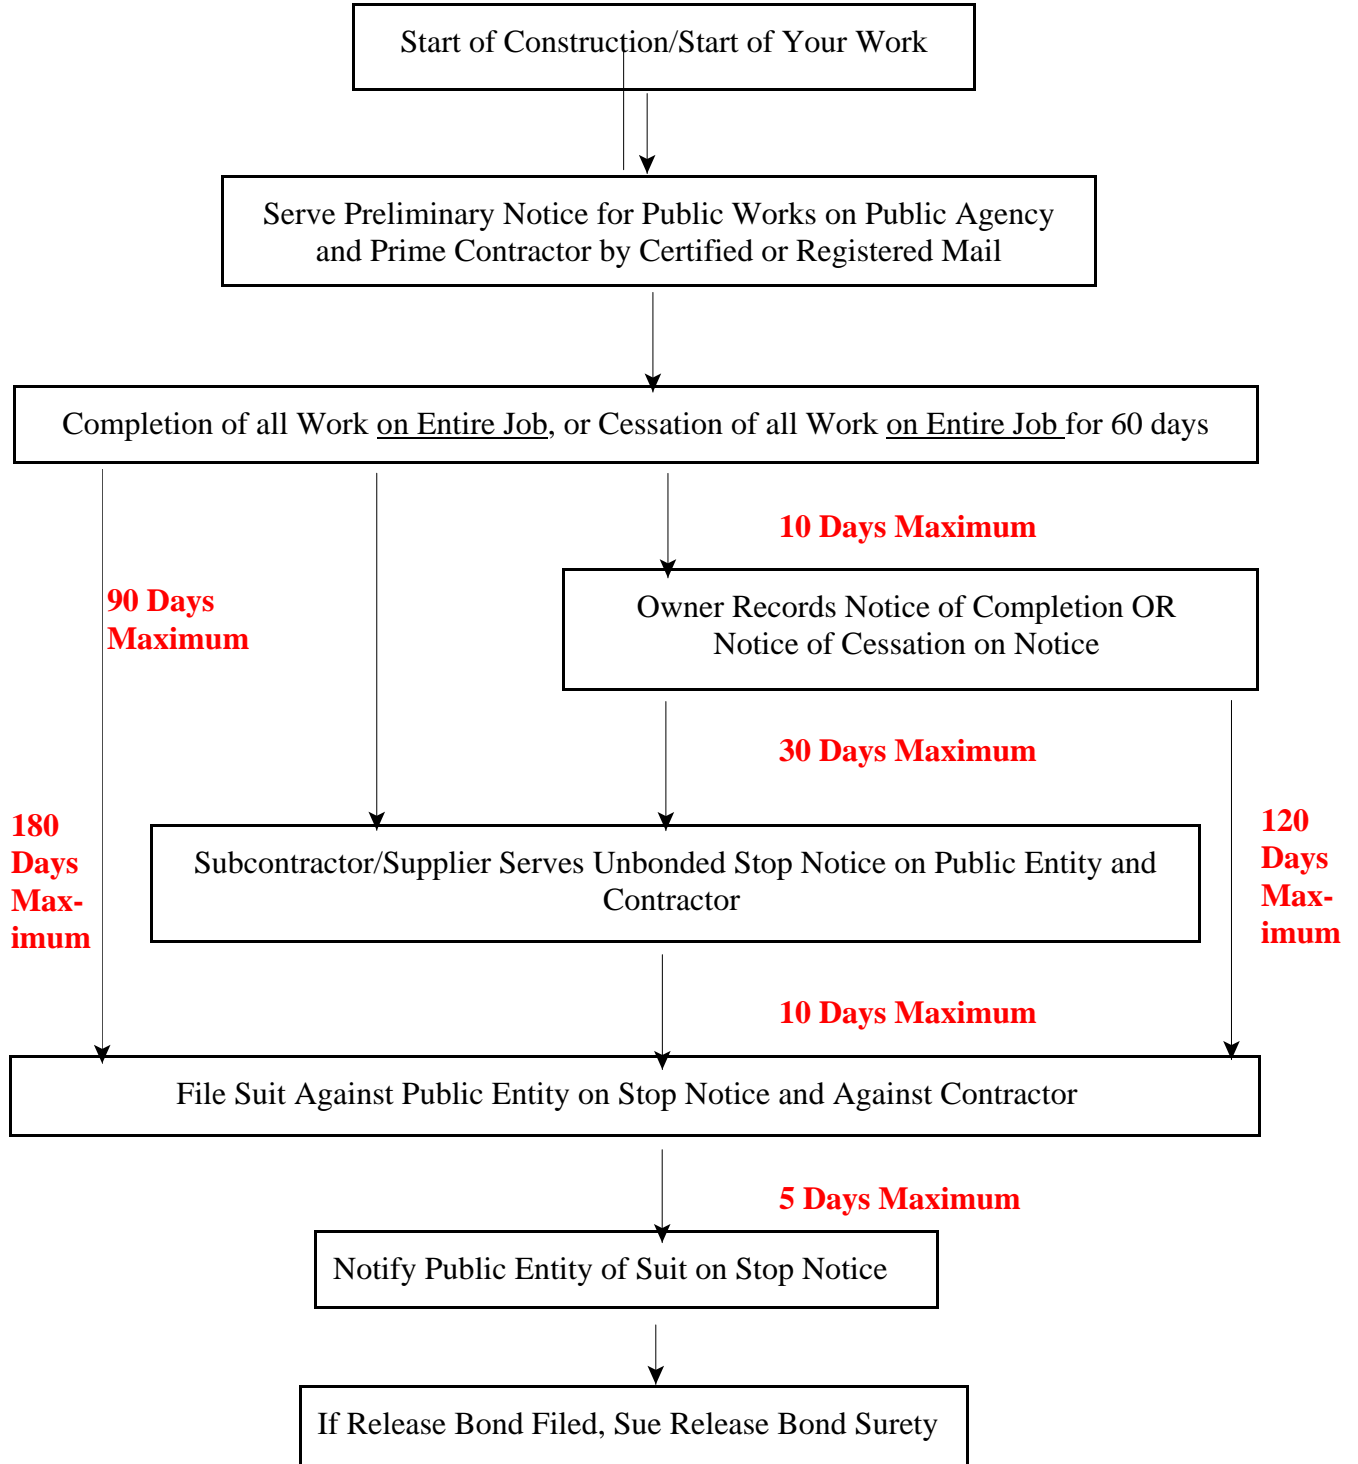 Start of Construction/Start of Your Work
Serve Preliminary Notice for Public Works on Public Agency
and Prime Contractor by Certified or Registered Mail
Completion of all Work on Entire Job, or Cessation of all Work on Entire Job for 60 days
10 Days Maximum
90 Days
Maximum
Owner Records Notice of Completion OR
Notice of Cessation on Notice
30 Days Maximum
180
Days
Max-
imum
120
Days
Max-
imum
Subcontractor/Supplier Serves Unbonded Stop Notice on Public Entity and
Contractor
10 Days Maximum
File Suit Against Public Entity on Stop Notice and Against Contractor
5 Days Maximum
Notify Public Entity of Suit on Stop Notice
If Release Bond Filed, Sue Release Bond Surety